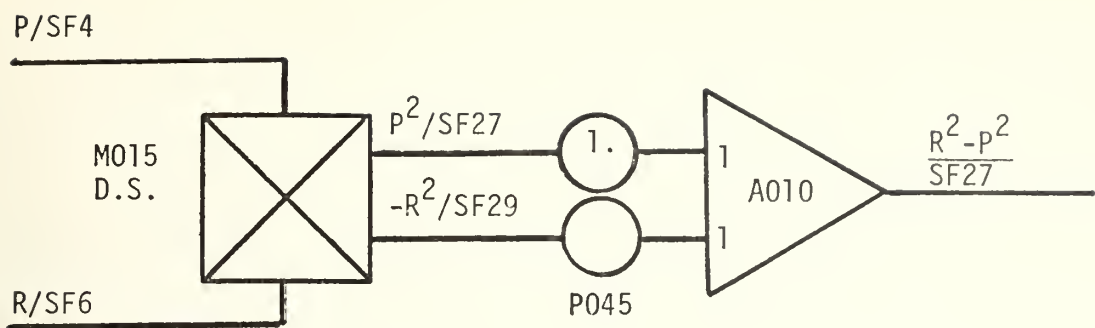 P/SF4
M015
D.S.
P²/SF27
-R²/SF29
1.
1
1
A010
R²-P²
SF27
P045
R/SF6